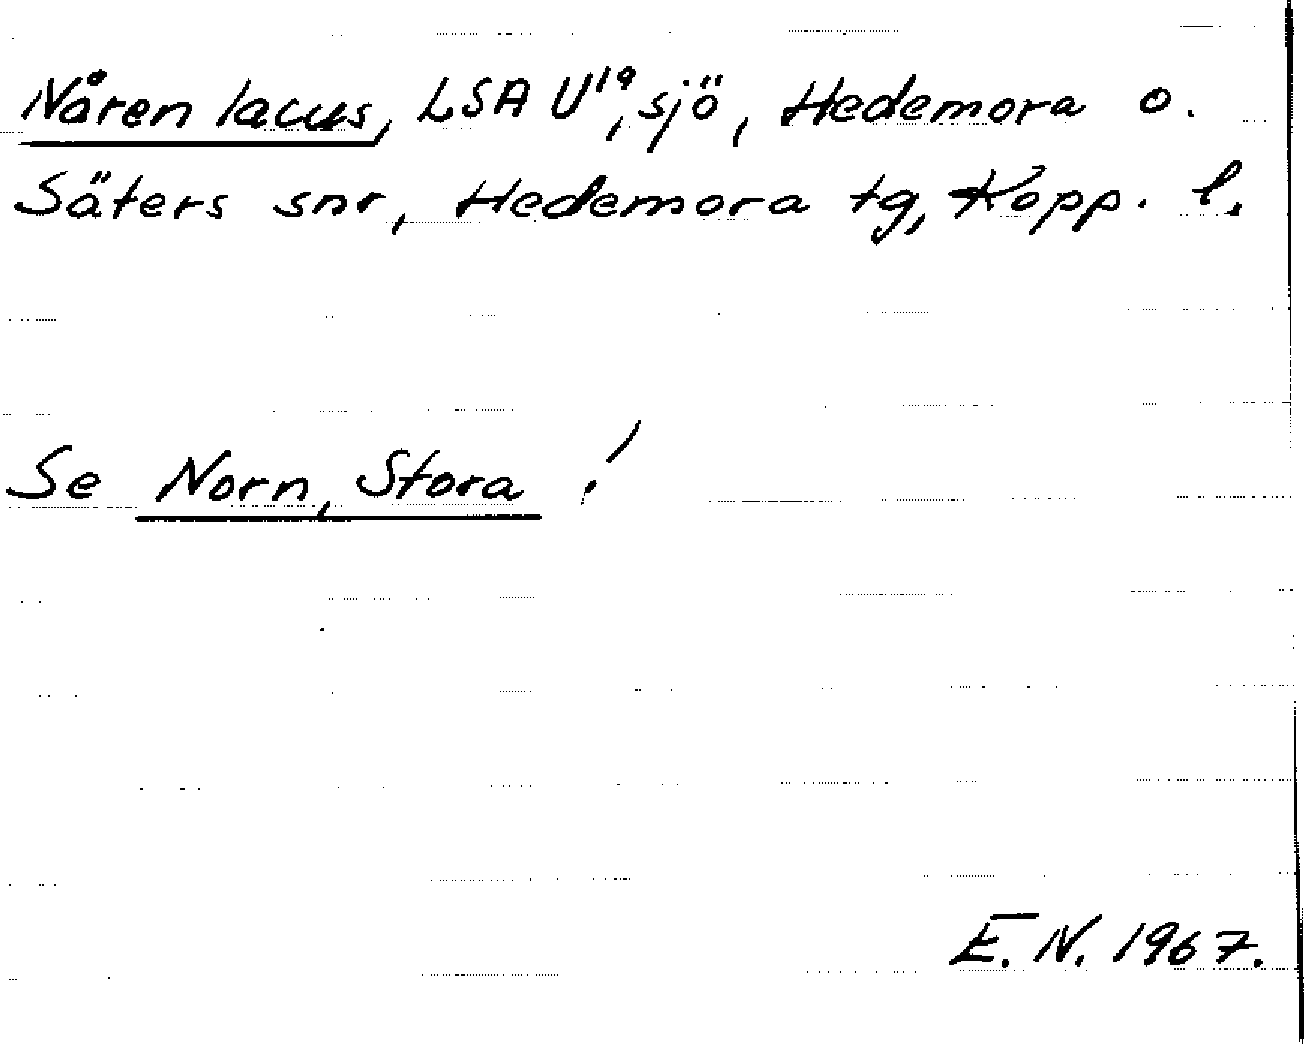 Nåren lacus, LSA U¹⁹, sjö, Hedemora o.
Säters snr, Hedemora tg, Kopp. l.
Se Norn, Stora !
E. N. 1967.